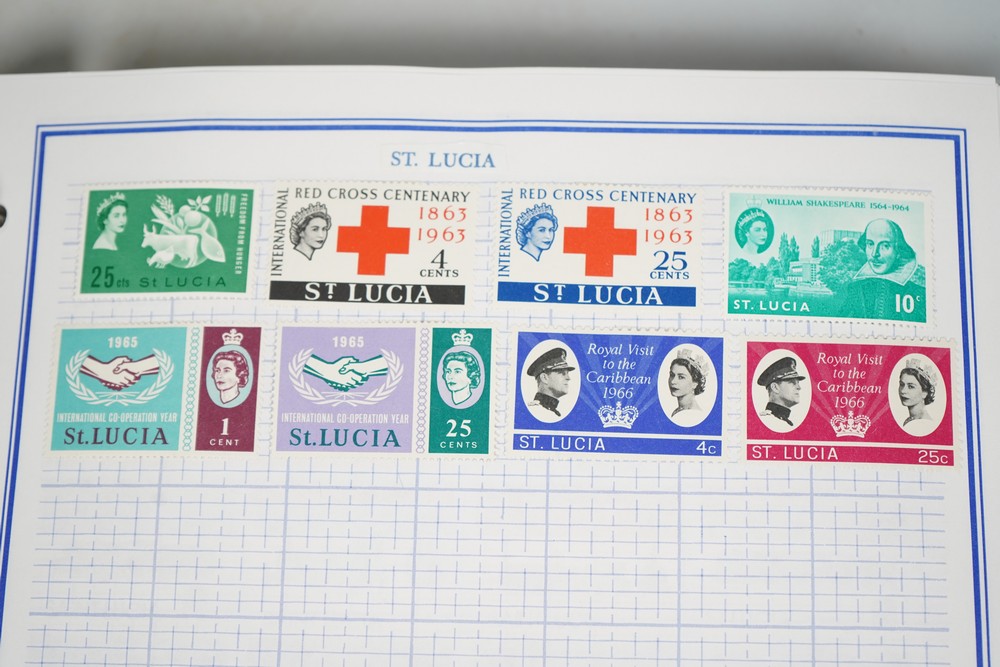 ST. LUCIA
FREEDOM FROM HUNGER
25cts St LUCIA
INTERNATIONAL
RED CROSS CENTENARY
1863
1963
4
CENTS
ST LUCIA
INTERNATIONAL
RED CROSS CENTENARY
1863
1963
25
CENTS
ST LUCIA
WILLIAM SHAKESPEARE 1564-1964
ST. LUCIA 10c
1965
INTERNATIONAL CO-OPERATION YEAR
St. LUCIA
1
CENT
1965
INTERNATIONAL CO-OPERATION YEAR
St. LUCIA
25
CENTS
Royal Visit
to the
Caribbean
1966
ST. LUCIA 4c
Royal Visit
to the
Caribbean
1966
ST. LUCIA 25c